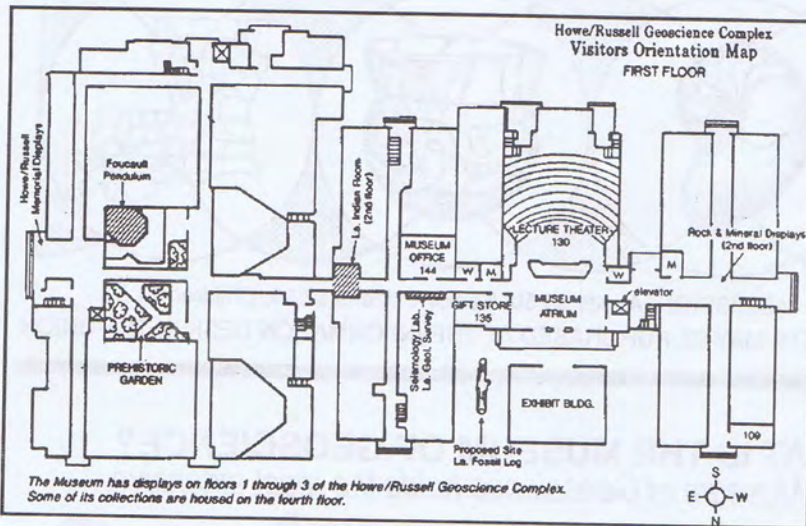 Howe/Russell Geoscience Complex
Visitors Orientation Map
FIRST FLOOR
Howe/Russell
Memorial Displays
Foucault
Pendulum
La. Indian Room
(2nd floor)
MUSEUM
OFFICE
144
W
M
LECTURE THEATER
130
W
M
Rock & Mineral Displays
(2nd floor)
GIFT STORE
135
MUSEUM
ATRIUM
elevator
Seismology Lab.
La. Geol. Survey
PREHISTORIC
GARDEN
EXHIBIT BLDG.
109
Proposed Site
La. Fossil Log
The Museum has displays on floors 1 through 3 of the Howe/Russell Geoscience Complex.
Some of its collections are housed on the fourth floor.
S
E
W
N